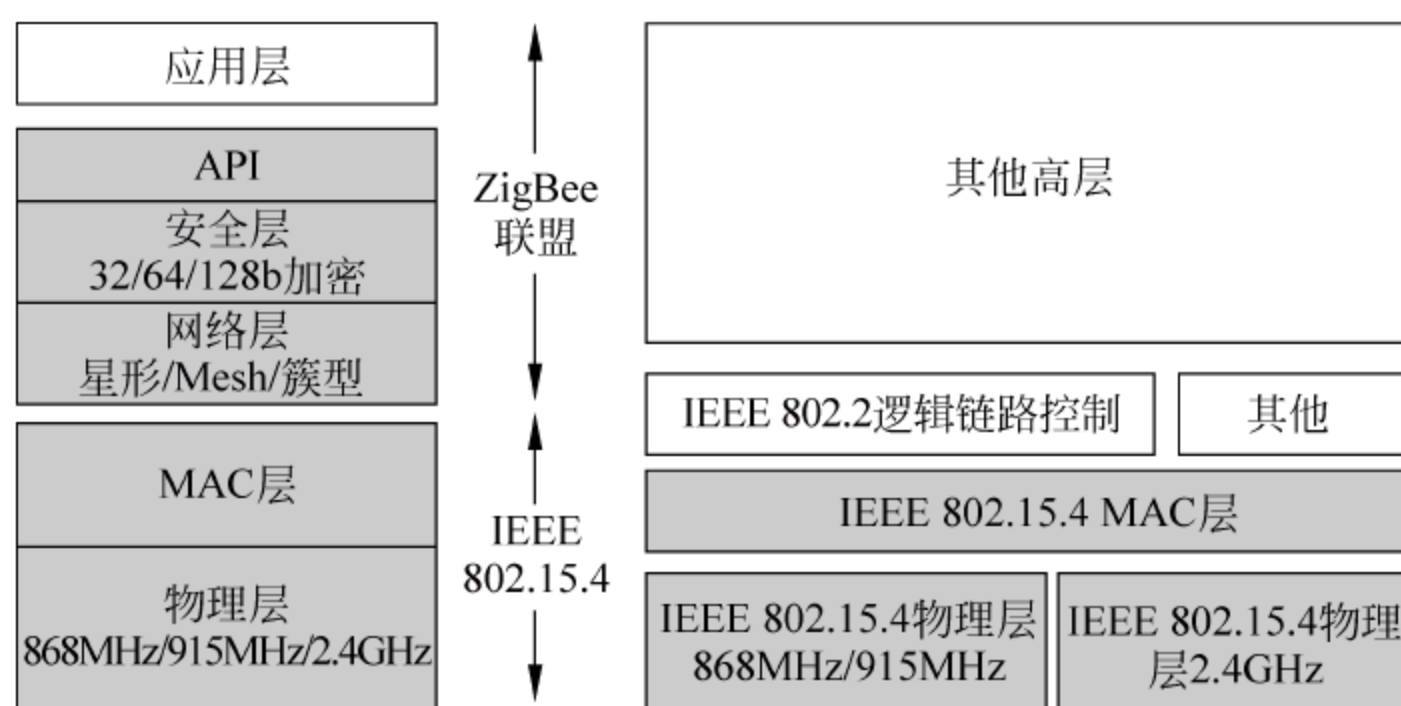 应用层
API
安全层
32/64/128b加密
网络层
星形/Mesh/簇型
MAC层
物理层
868MHz/915MHz/2.4GHz
ZigBee
联盟
IEEE
802.15.4
其他高层
IEEE 802.2逻辑链路控制
其他
IEEE 802.15.4 MAC层
IEEE 802.15.4物理层
868MHz/915MHz
IEEE 802.15.4物理
层2.4GHz